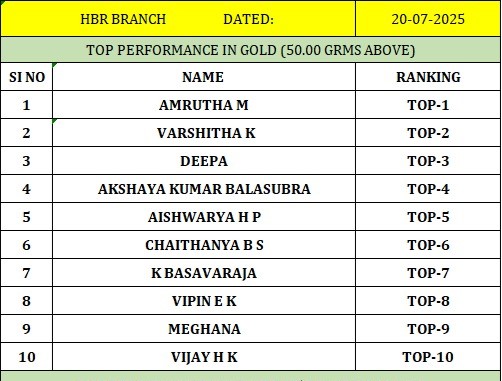 HBR BRANCH DATED: 20-07-2025
TOP PERFORMANCE IN GOLD (50.00 GRMS ABOVE)
SI NO NAME RANKING
1 AMRUTHA M TOP-1
2 VARSHITHA K TOP-2
3 DEEPA TOP-3
4 AKSHAYA KUMAR BALASUBRA TOP-4
5 AISHWARYA H P TOP-5
6 CHAITHANYA B S TOP-6
7 K BASAVARAJA TOP-7
8 VIPIN E K TOP-8
9 MEGHANA TOP-9
10 VIJAY H K TOP-10